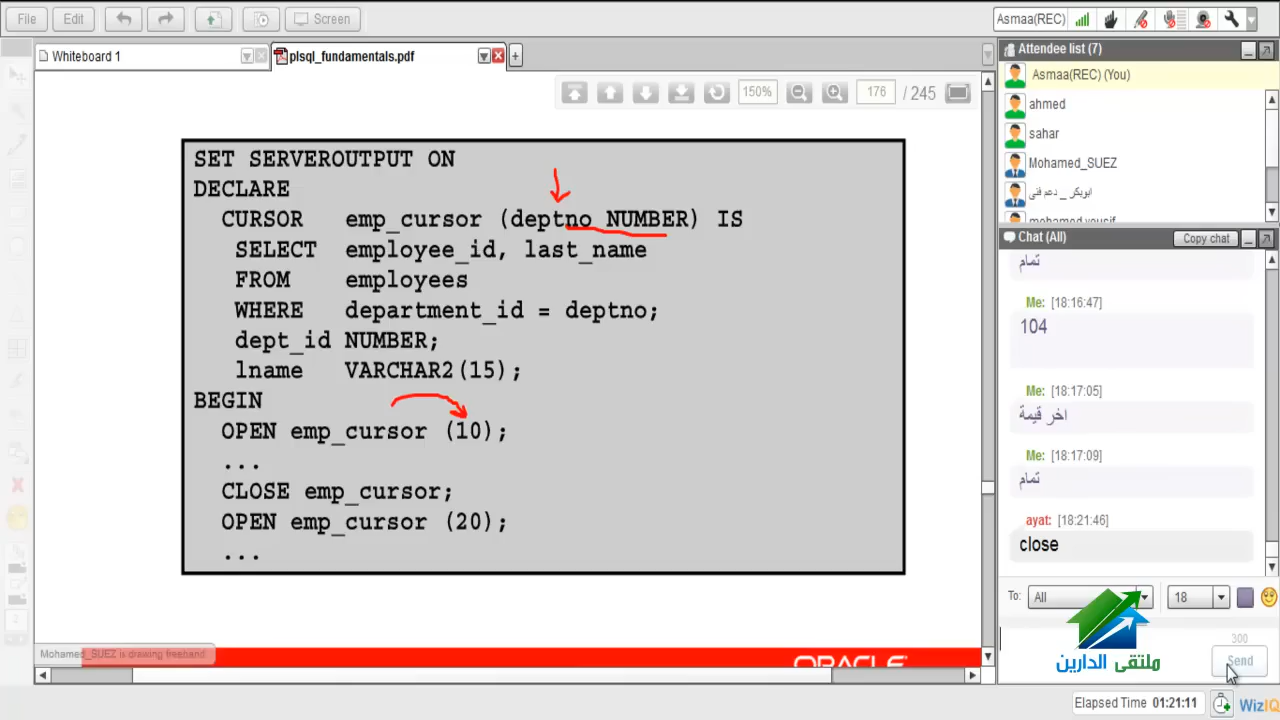 File Edit Screen Asmaa(REC)
Whiteboard 1 plsql_fundamentals.pdf +
150% 176 / 245
SET SERVEROUTPUT ON
DECLARE
CURSOR emp_cursor (deptno NUMBER) IS
SELECT employee_id, last_name
FROM employees
WHERE department_id = deptno;
dept_id NUMBER;
lname VARCHAR2(15);
BEGIN
OPEN emp_cursor (10);
...
CLOSE emp_cursor;
OPEN emp_cursor (20);
...
Mohamed_SUEZ is drawing freehand.
ORACLE
Attendee list (7)
Asmaa(REC) (You)
ahmed
sahar
Mohamed_SUEZ
ابوبكر _ دعم فنى
mohamed yousif
Chat (All) Copy chat
تمام
Me: [18:16:47]
104
Me: [18:17:05]
اخر قيمة
Me: [18:17:09]
تمام
ayat: [18:21:46]
close
To: All 18
300
Send
ملتقى الدارين
Elapsed Time 01:21:11 WizIQ